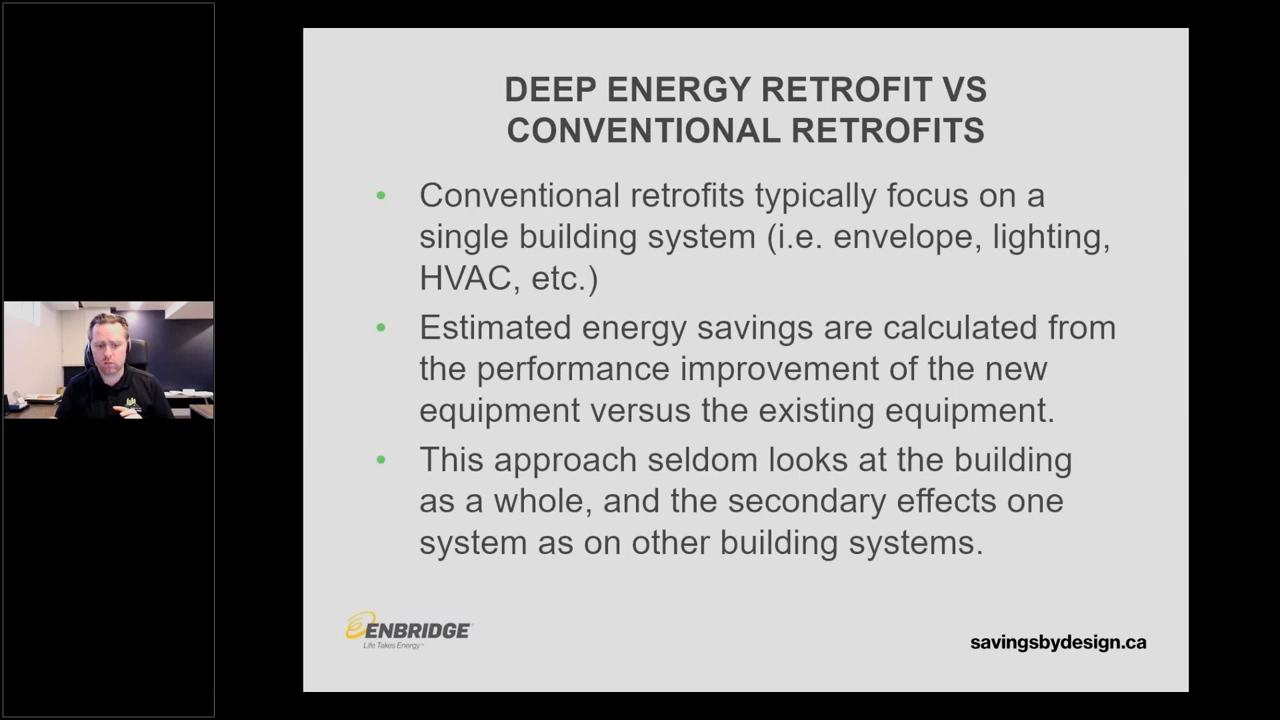 DEEP ENERGY RETROFIT VS
CONVENTIONAL RETROFITS
• Conventional retrofits typically focus on a
single building system (i.e. envelope, lighting,
HVAC, etc.)
• Estimated energy savings are calculated from
the performance improvement of the new
equipment versus the existing equipment.
• This approach seldom looks at the building
as a whole, and the secondary effects one
system as on other building systems.
ENBRIDGE
Life Takes Energy™
savingsbydesign.ca